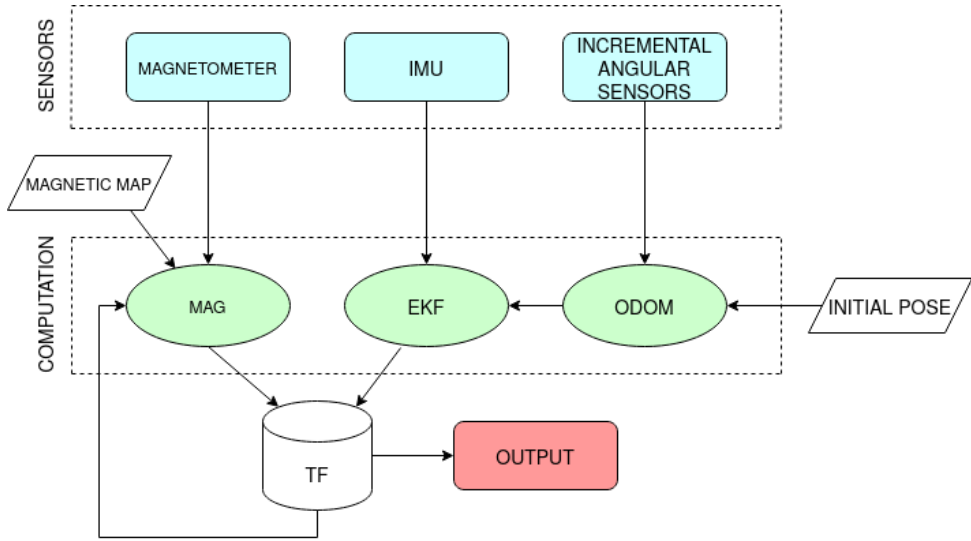 SENSORS
MAGNETOMETER
IMU
INCREMENTAL
ANGULAR
SENSORS
MAGNETIC MAP
COMPUTATION
MAG
EKF
ODOM
INITIAL POSE
TF
OUTPUT